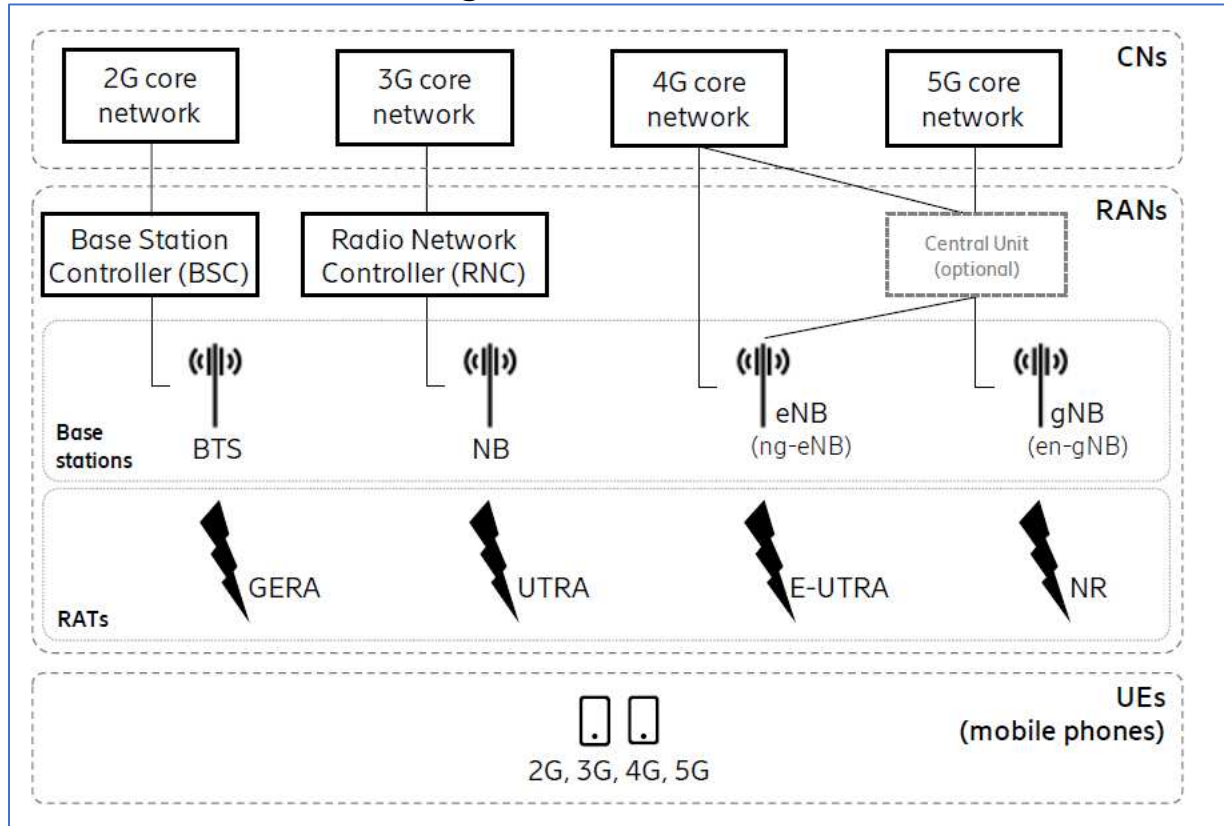 CNs
2G core
network
3G core
network
4G core
network
5G core
network
RANs
Base Station
Controller (BSC)
Radio Network
Controller (RNC)
Central Unit
(optional)
Base
stations
BTS
NB
eNB
(ng-eNB)
gNB
(en-gNB)
RATs
GERA
UTRA
E-UTRA
NR
UEs
(mobile phones)
2G, 3G, 4G, 5G